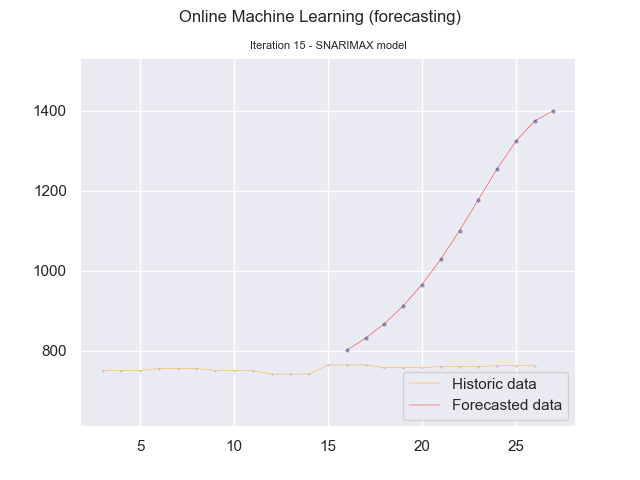 Online Machine Learning (forecasting)
Iteration 15 - SNARIMAX model
1400
1200
1000
800
5
10
15
20
25
Historic data
Forecasted data